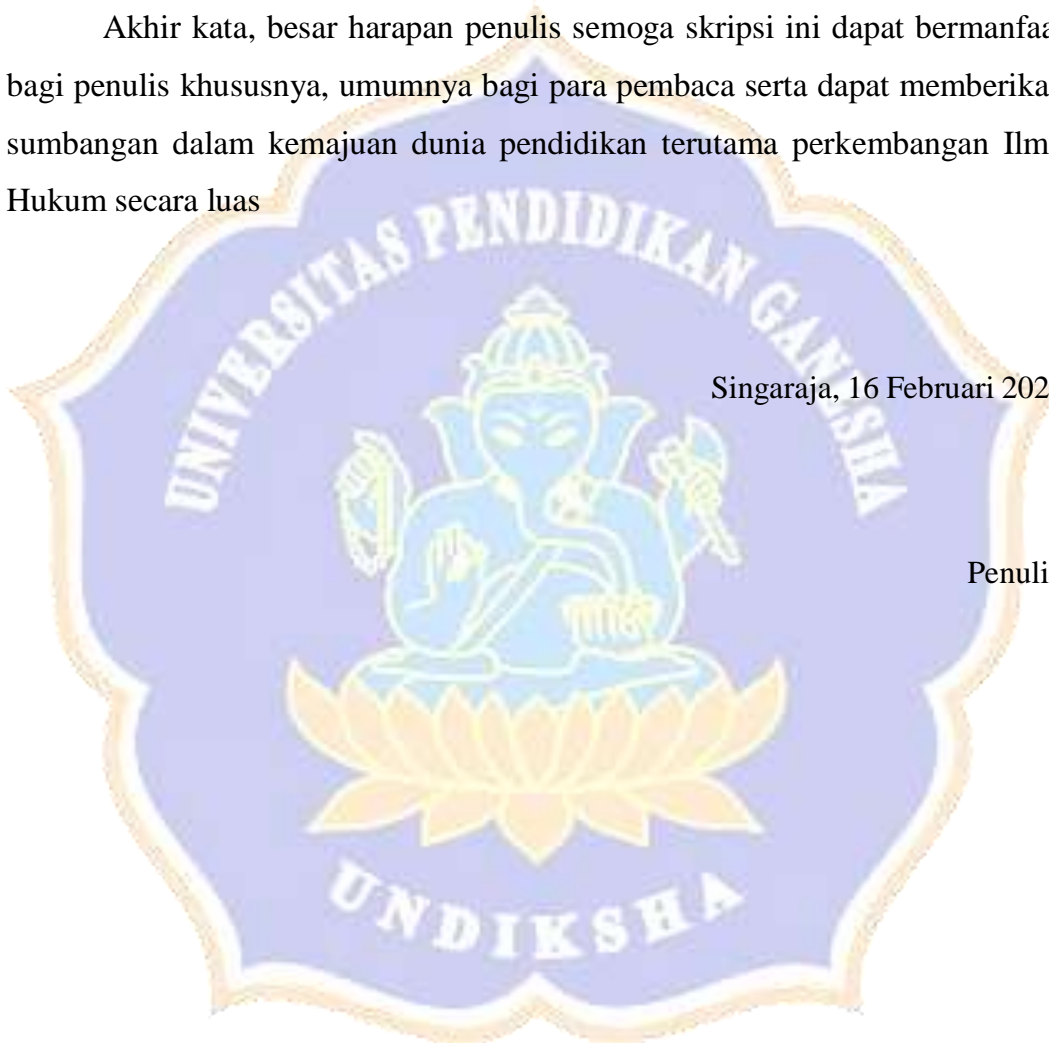 Akhir kata, besar harapan penulis semoga skripsi ini dapat bermanfaa
bagi penulis khususnya, umumnya bagi para pembaca serta dapat memberika
sumbangan dalam kemajuan dunia pendidikan terutama perkembangan Ilm
Hukum secara luas
UNIVERSITAS PENDIDIKAN GANESHA
Singaraja, 16 Februari 202
Penuli
UNDIKSHA